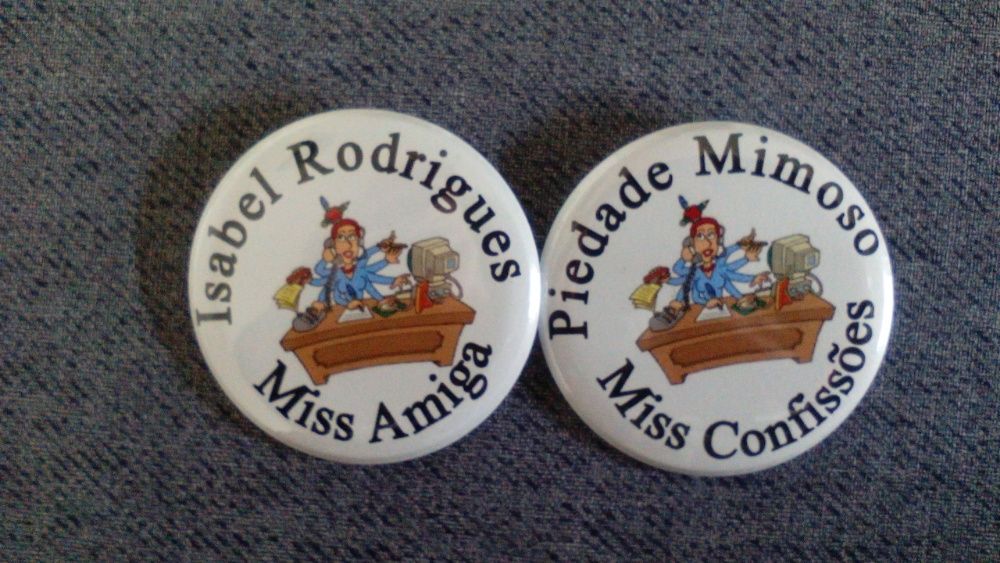 Isabel Rodrigues
Miss Amiga
Piedade Mimoso
Miss Confissões